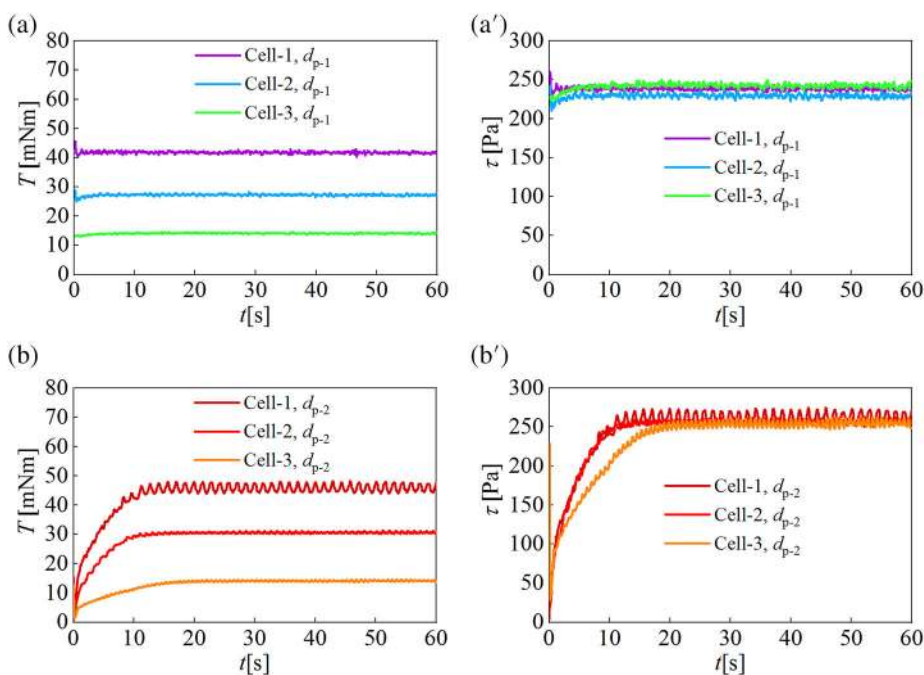 (a)
80
70
60
50
40
30
20
10
0
T [mNm]
Cell-1, dp-1
Cell-2, dp-1
Cell-3, dp-1
0 10 20 30 40 50 60
t[s]
(a′)
300
250
200
150
100
50
0
τ [Pa]
Cell-1, dp-1
Cell-2, dp-1
Cell-3, dp-1
0 10 20 30 40 50 60
t[s]
(b)
80
70
60
50
40
30
20
10
0
T [mNm]
Cell-1, dp-2
Cell-2, dp-2
Cell-3, dp-2
0 10 20 30 40 50 60
t[s]
(b′)
300
250
200
150
100
50
0
τ [Pa]
Cell-1, dp-2
Cell-2, dp-2
Cell-3, dp-2
0 10 20 30 40 50 60
t[s]